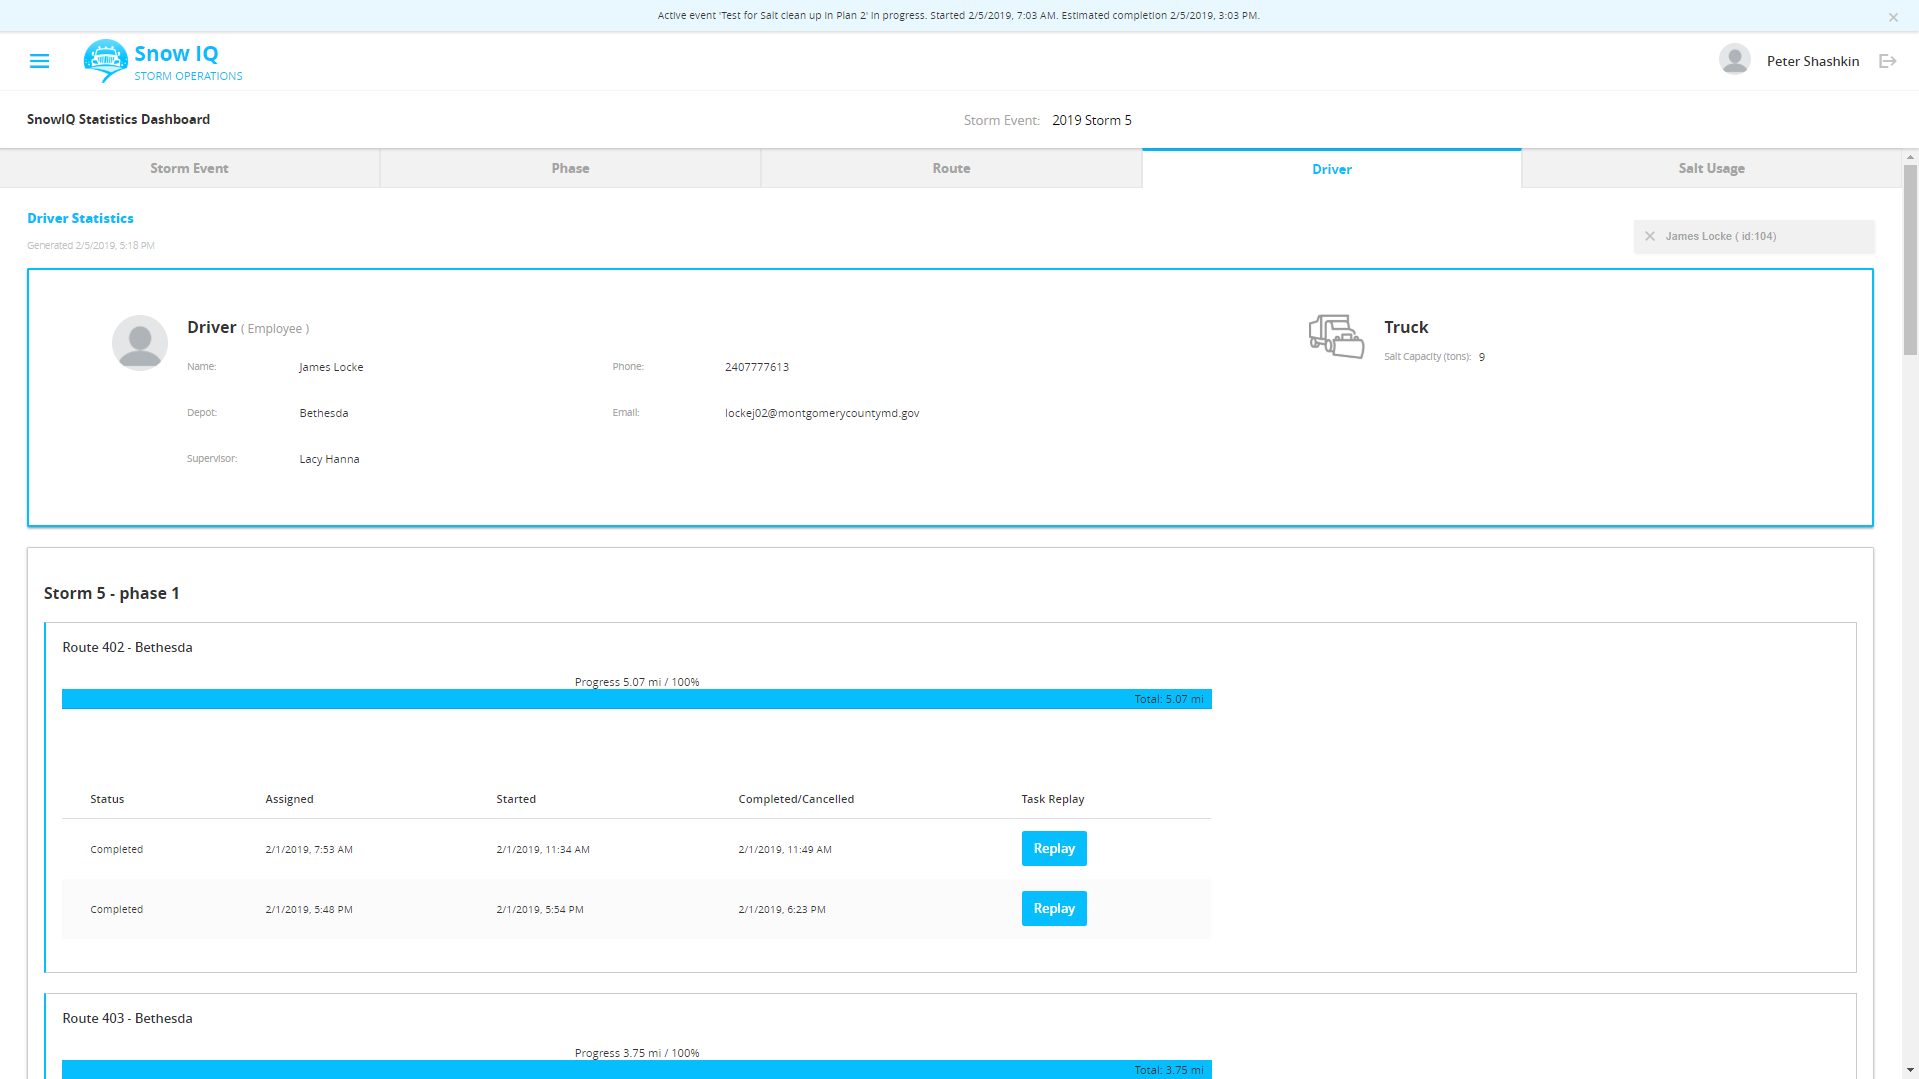 Active event 'Test for Salt clean up in Plan 2' in progress. Started 2/5/2019, 7:03 AM. Estimated completion 2/5/2019, 3:03 PM.
Snow IQ
STORM OPERATIONS
Peter Shashkin
SnowIQ Statistics Dashboard
Storm Event: 2019 Storm 5
Storm Event Phase Route Driver Salt Usage
Driver Statistics
Generated 2/5/2019, 5:18 PM
James Locke ( id:104)
Driver ( Employee ) Truck
Salt Capacity (tons): 9
Name: James Locke Phone: 2407777613
Depot: Bethesda Email: lockej02@montgomerycountymd.gov
Supervisor: Lacy Hanna
Storm 5 - phase 1
Route 402 - Bethesda
Progress 5.07 mi / 100%
Total: 5.07 mi
Status Assigned Started Completed/Cancelled Task Replay
Completed 2/1/2019, 7:53 AM 2/1/2019, 11:34 AM 2/1/2019, 11:49 AM Replay
Completed 2/1/2019, 5:48 PM 2/1/2019, 5:54 PM 2/1/2019, 6:23 PM Replay
Route 403 - Bethesda
Progress 3.75 mi / 100%
Total: 3.75 mi